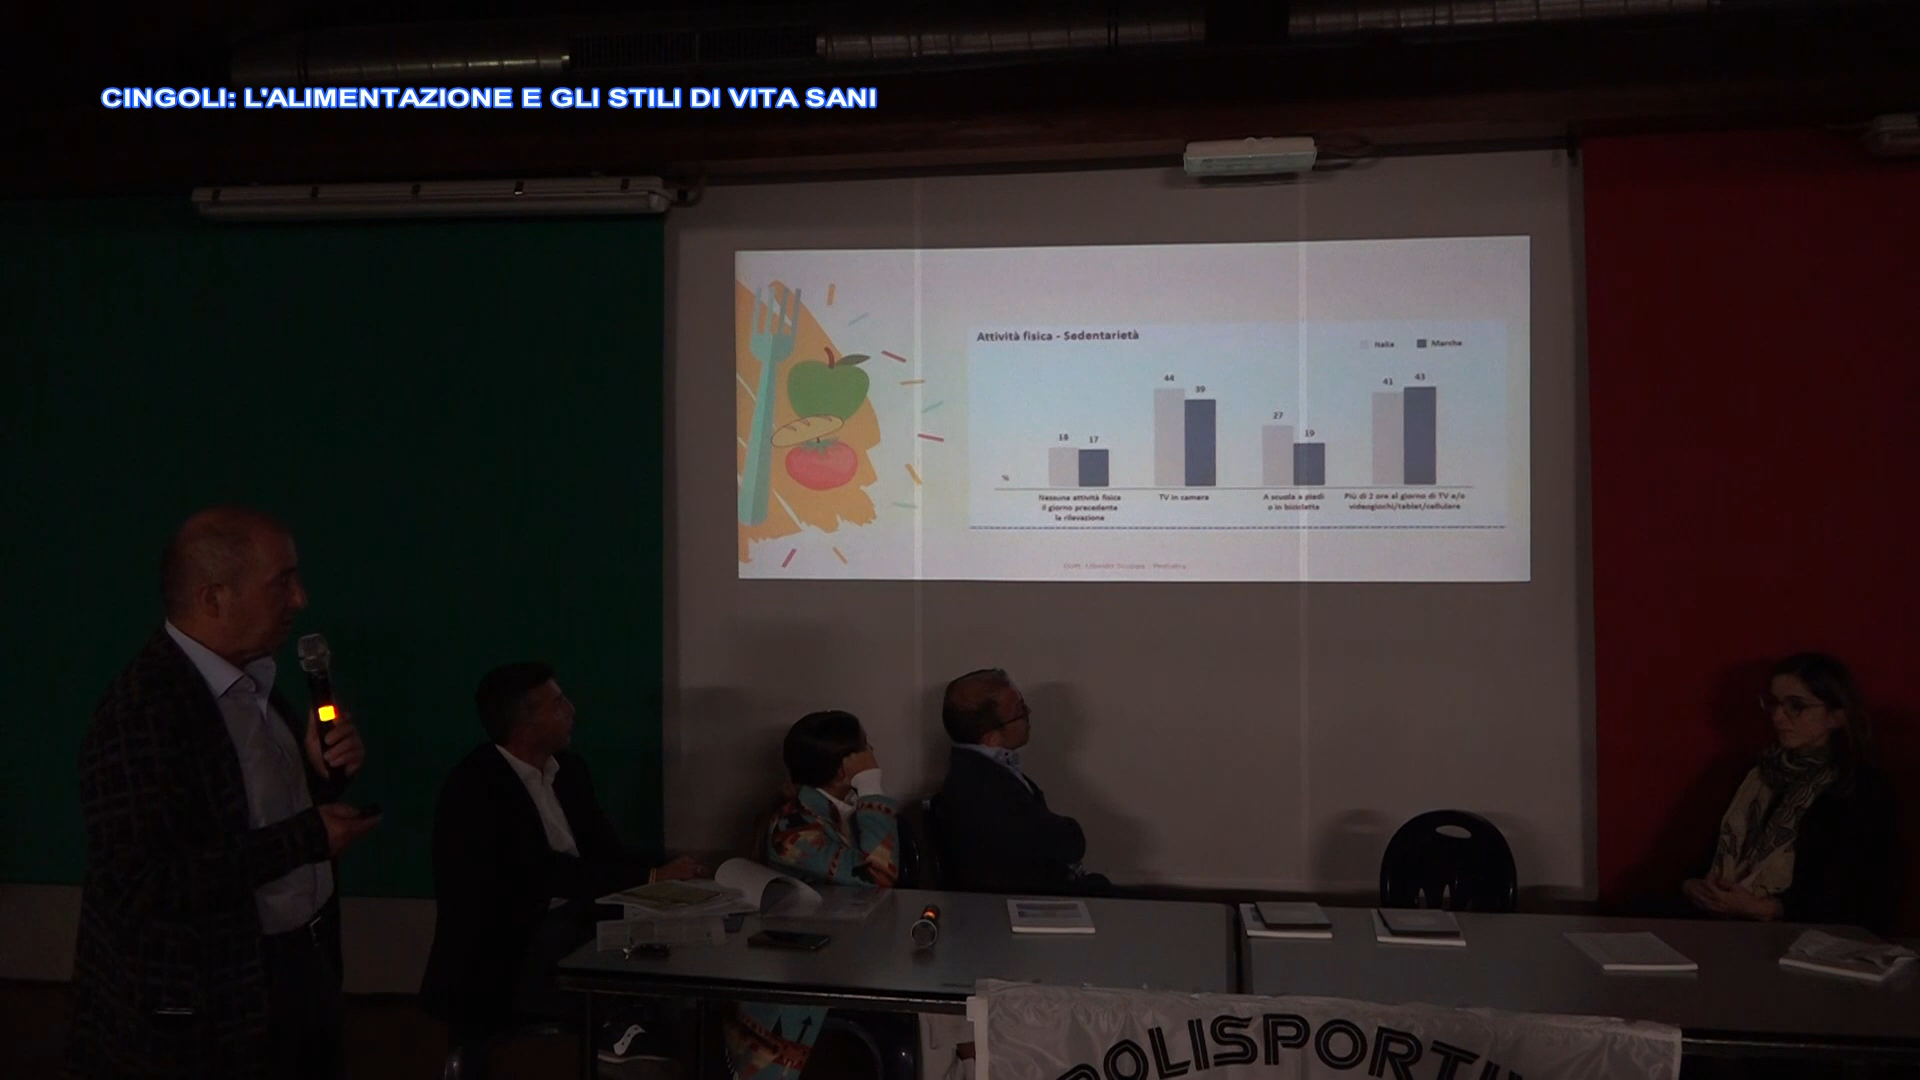 CINGOLI: L'ALIMENTAZIONE E GLI STILI DI VITA SANI
Attività fisica - Sedentarietà
Italia Marche
44
39
41 43
27
19
18 17
%
Nessuna attività fisica
il giorno precedente
la rilevazione
TV in camera
A scuola a piedi
o in bicicletta
Più di 2 ore al giorno di TV e/o
videogiochi/tablet/cellulare
Pediatra
POLISPORTI